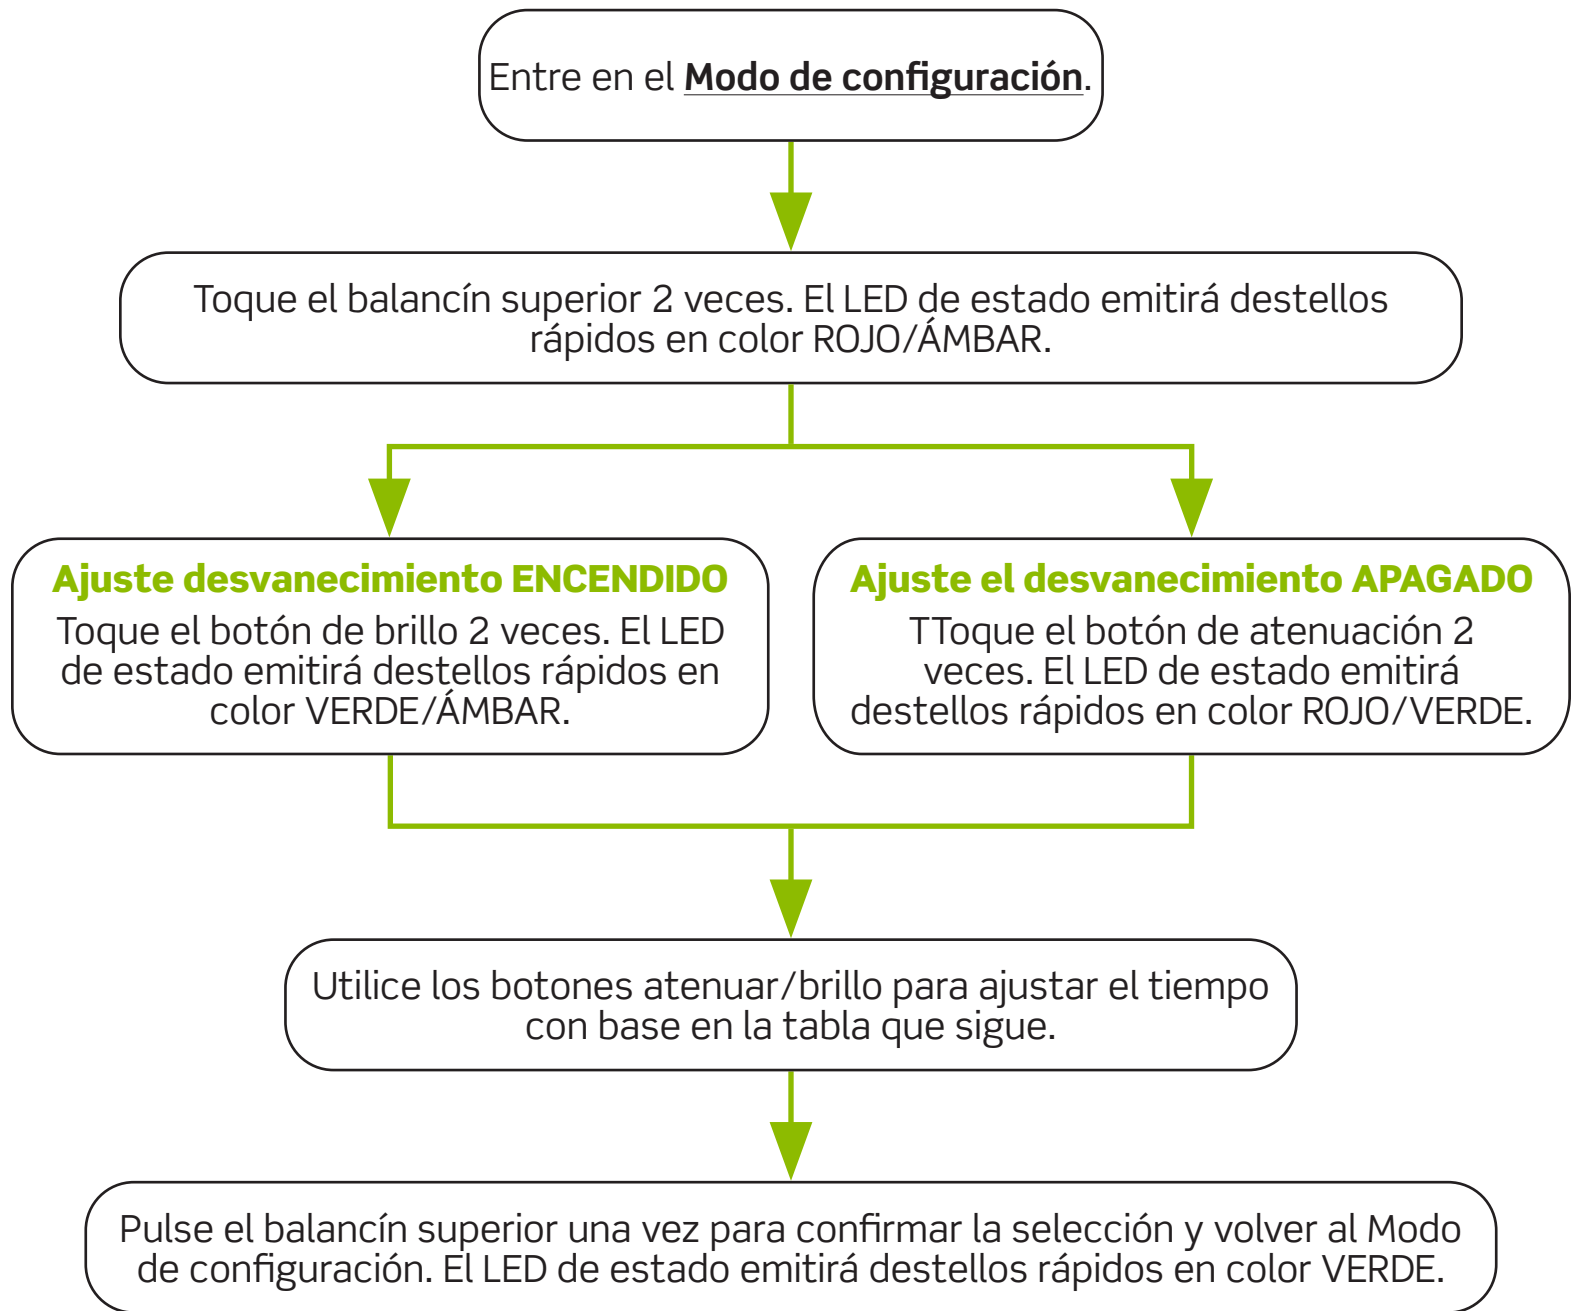 Entre en el Modo de configuración.
Toque el balancín superior 2 veces. El LED de estado emitirá destellos
rápidos en color ROJO/ÁMBAR.
Ajuste desvanecimiento ENCENDIDO
Toque el botón de brillo 2 veces. El LED
de estado emitirá destellos rápidos en
color VERDE/ÁMBAR.
Ajuste el desvanecimiento APAGADO
TToque el botón de atenuación 2
veces. El LED de estado emitirá
destellos rápidos en color ROJO/VERDE.
Utilice los botones atenuar/brillo para ajustar el tiempo
con base en la tabla que sigue.
Pulse el balancín superior una vez para confirmar la selección y volver al Modo
de configuración. El LED de estado emitirá destellos rápidos en color VERDE.